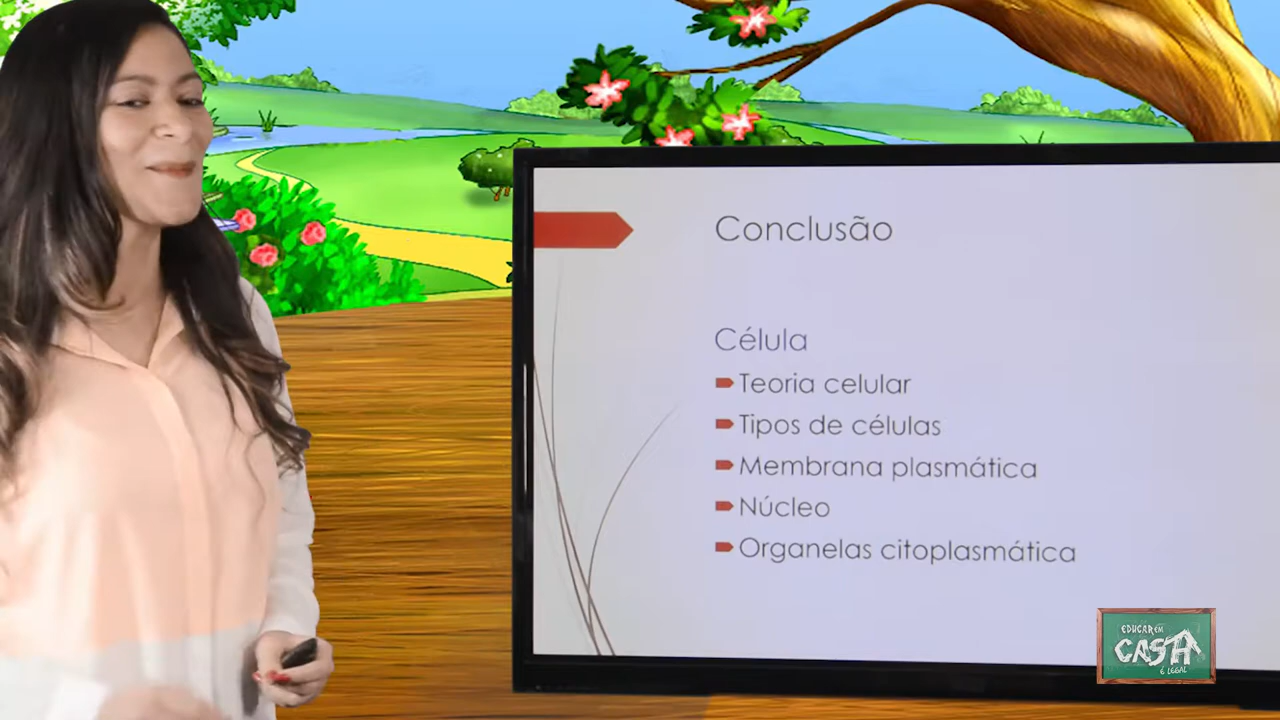 Conclusão
Célula
Teoria celular
Tipos de células
Membrana plasmática
Núcleo
Organelas citoplasmática
EDUCAR EM
CASA
É LEGAL